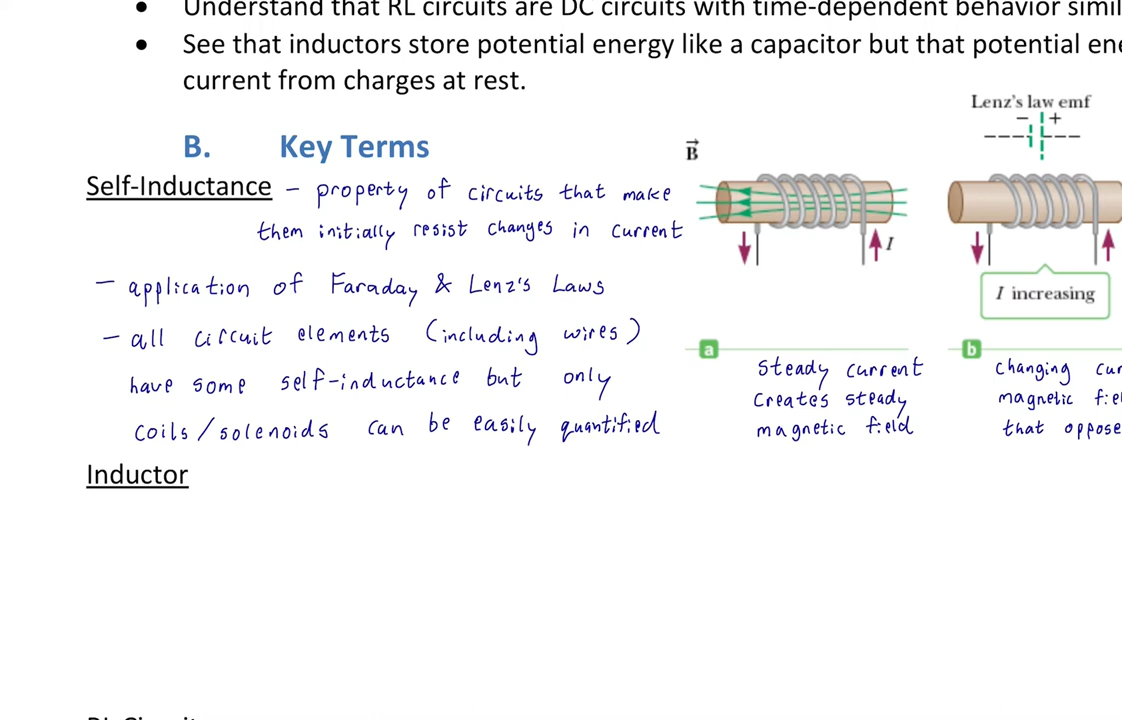 Understand that RL circuits are DC circuits with time-dependent behavior
• See that inductors store potential energy like a capacitor but that potential
current from charges at rest.
B. Key Terms
Self-Inductance – property of circuits that make
them initially resist changes in current
– application of Faraday & Lenz's Laws
– all circuit elements (including wires)
have some self-inductance but only
coils/solenoids can be easily quantified
Inductor
B
I
a
steady current
creates steady
magnetic field
Lenz's law emf
– +
I increasing
b
changing
magnetic
that